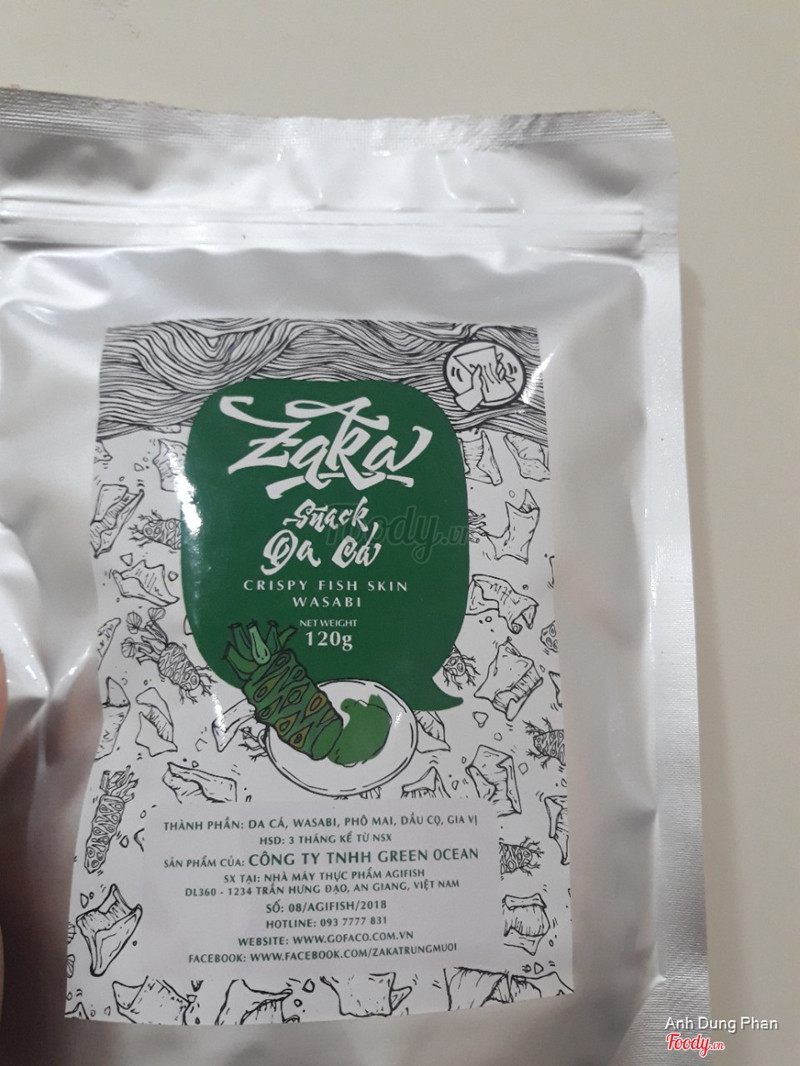 Zaka
Snack
Da Cá
CRISPY FISH SKIN
WASABI
NET WEIGHT
120g
THÀNH PHẦN: DA CÁ, WASABI, PHÔ MAI, DẦU CỌ, GIA VỊ
HSD: 3 THÁNG KỂ TỪ NSX
SẢN PHẨM CỦA: CÔNG TY TNHH GREEN OCEAN
SX TẠI: NHÀ MÁY THỰC PHẨM AGIFISH
DL360 - 1234 TRẦN HƯNG ĐẠO, AN GIANG, VIỆT NAM
SỐ: 08/AGIFISH/2018
HOTLINE: 093 7777 831
WEBSITE: WWW.GOFACO.COM.VN
FACEBOOK: WWW.FACEBOOK.COM/ZAKATRUNGMUOI
Foody.vn
Anh Dung Phan
Foody.vn